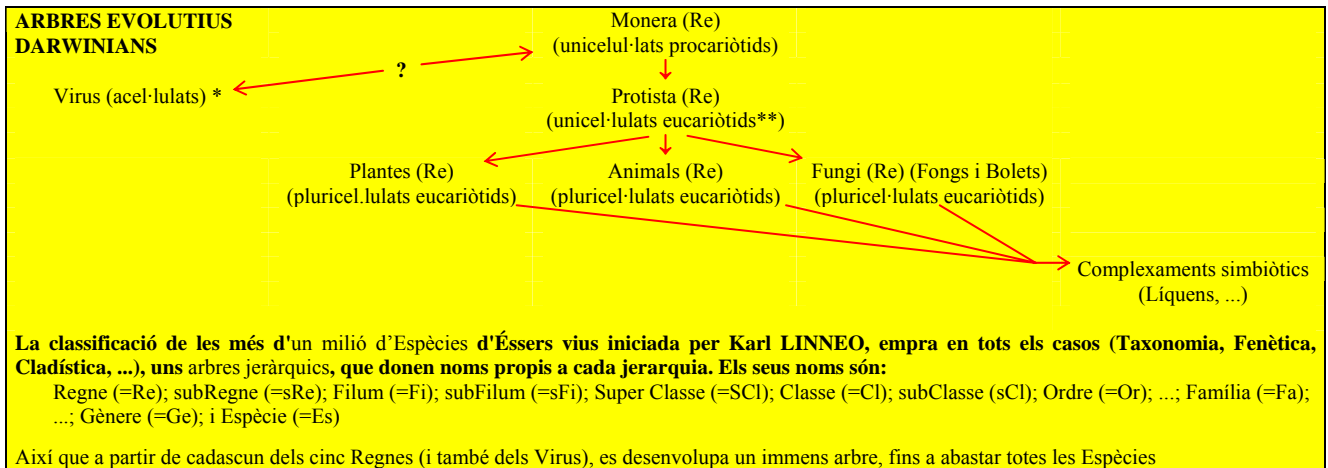 ARBRES EVOLUTIUS
DARWINIANS
Monera (Re)
(unicelul·lats procariòtids)
?
Virus (acel·lulats) *
Protista (Re)
(unicel·lulats eucariòtids**)
Plantes (Re)
(pluricel.lulats eucariòtids)
Animals (Re)
(pluricel·lulats eucariòtids)
Fungi (Re) (Fongs i Bolets)
(pluricel·lulats eucariòtids)
Complexaments simbiòtics
(Líquens, ...)
La classificació de les més d'un milió d’Espècies d'Éssers vius iniciada per Karl LINNEO, empra en tots els casos (Taxonomia, Fenètica,
Cladística, ...), uns arbres jeràrquics, que donen noms propis a cada jerarquia. Els seus noms són:
Regne (=Re); subRegne (=sRe); Filum (=Fi); subFilum (=sFi); Super Classe (=SCl); Classe (=Cl); subClasse (sCl); Ordre (=Or); ...; Família (=Fa);
...; Gènere (=Ge); i Espècie (=Es)
Així que a partir de cadascun dels cinc Regnes (i també dels Virus), es desenvolupa un immens arbre, fins a abastar totes les Espècies